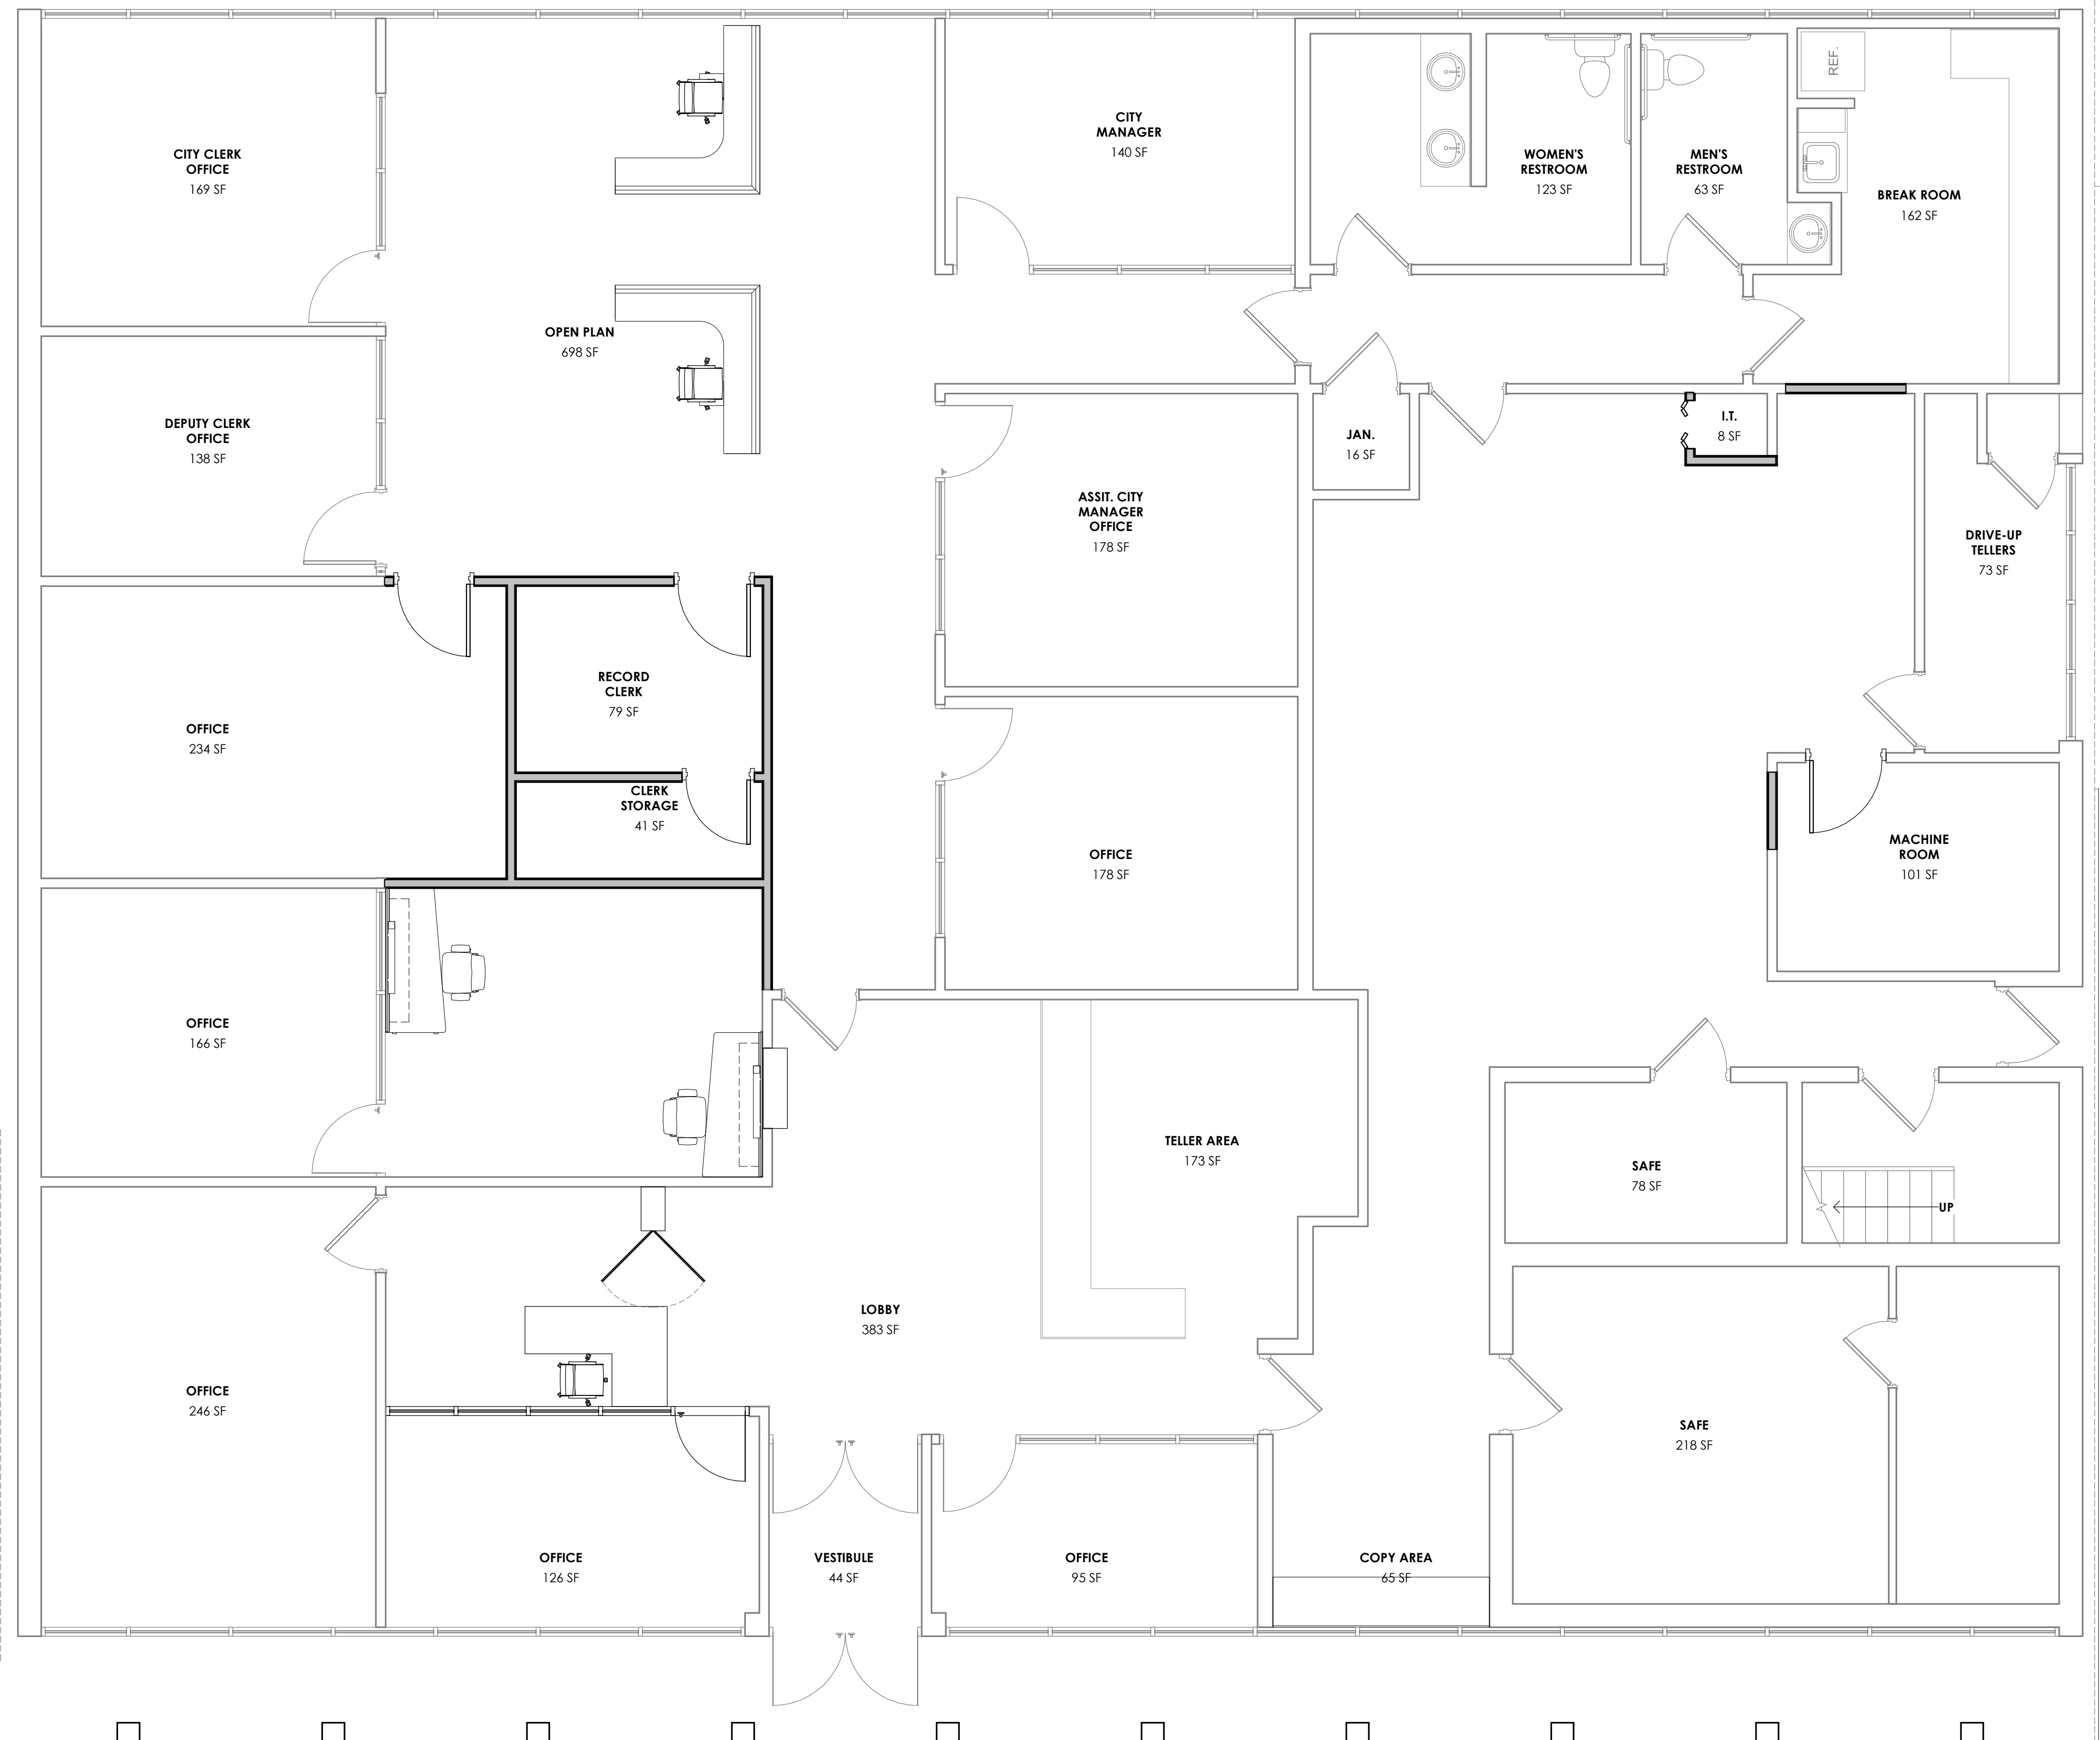 CITY CLERK
OFFICE
169 SF
CITY
MANAGER
140 SF
WOMEN'S
RESTROOM
123 SF
MEN'S
RESTROOM
63 SF
REF.
BREAK ROOM
162 SF
OPEN PLAN
698 SF
DEPUTY CLERK
OFFICE
138 SF
ASSIT. CITY
MANAGER
OFFICE
178 SF
JAN.
16 SF
I.T.
8 SF
DRIVE-UP
TELLERS
73 SF
OFFICE
234 SF
RECORD
CLERK
79 SF
CLERK
STORAGE
41 SF
OFFICE
178 SF
MACHINE
ROOM
101 SF
OFFICE
166 SF
TELLER AREA
173 SF
SAFE
78 SF
UP
LOBBY
383 SF
OFFICE
246 SF
SAFE
218 SF
OFFICE
126 SF
VESTIBULE
44 SF
OFFICE
95 SF
COPY AREA
65 SF